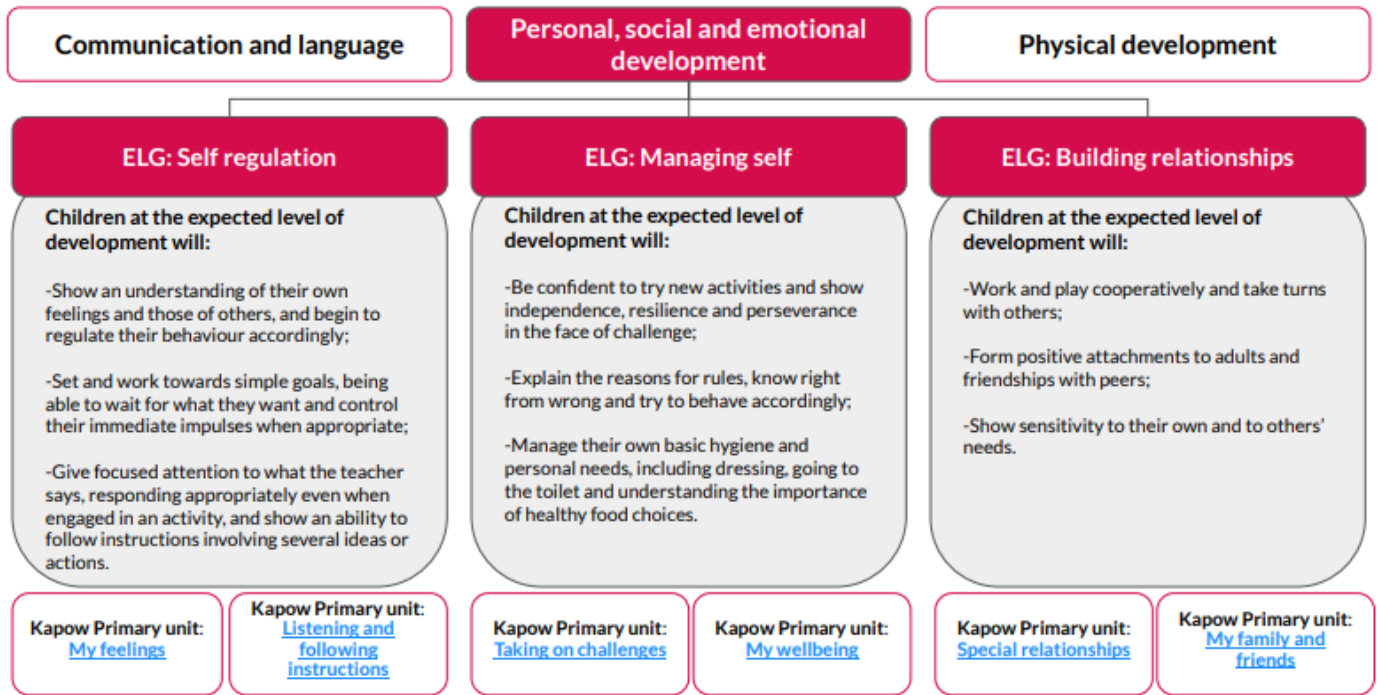 Communication and language
Personal, social and emotional
development
Physical development
ELG: Self regulation
Children at the expected level of
development will:
-Show an understanding of their own
feelings and those of others, and begin to
regulate their behaviour accordingly;
-Set and work towards simple goals, being
able to wait for what they want and control
their immediate impulses when appropriate;
-Give focused attention to what the teacher
says, responding appropriately even when
engaged in an activity, and show an ability to
follow instructions involving several ideas or
actions.
Kapow Primary unit:
My feelings
Kapow Primary unit:
Listening and
following
instructions
ELG: Managing self
Children at the expected level of
development will:
-Be confident to try new activities and show
independence, resilience and perseverance
in the face of challenge;
-Explain the reasons for rules, know right
from wrong and try to behave accordingly;
-Manage their own basic hygiene and
personal needs, including dressing, going to
the toilet and understanding the importance
of healthy food choices.
Kapow Primary unit:
Taking on challenges
Kapow Primary unit:
My wellbeing
ELG: Building relationships
Children at the expected level of
development will:
-Work and play cooperatively and take turns
with others;
-Form positive attachments to adults and
friendships with peers;
-Show sensitivity to their own and to others'
needs.
Kapow Primary unit:
Special relationships
Kapow Primary unit:
My family and
friends